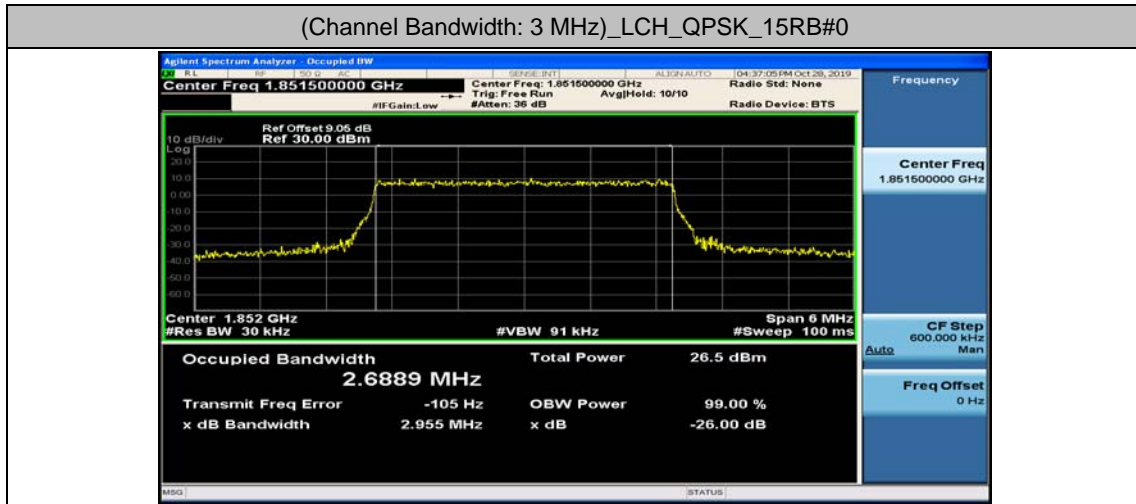 (Channel Bandwidth: 3 MHz)_LCH_QPSK_15RB#0
Agilent Spectrum Analyzer - Occupied BW
RL RF 50 Ω AC SENSE:INT ALIGN AUTO 04:37:05 PM Oct 28, 2019
Center Freq 1.851500000 GHz Center Freq: 1.851500000 GHz Radio Std: None Frequency
Trig: Free Run Avg|Hold: 10/10
#IFGain:Low #Atten: 36 dB Radio Device: BTS
Ref Offset 9.05 dB
10 dB/div Ref 30.00 dBm
Log
20.0
10.0
0.00
-10.0
-20.0
-30.0
-40.0
-50.0
-60.0
Center Freq
1.851500000 GHz
Center 1.852 GHz Span 6 MHz
#Res BW 30 kHz #VBW 91 kHz #Sweep 100 ms
CF Step
600.000 kHz
Auto Man
Occupied Bandwidth Total Power 26.5 dBm
2.6889 MHz
Freq Offset
0 Hz
Transmit Freq Error -105 Hz OBW Power 99.00 %
x dB Bandwidth 2.955 MHz x dB -26.00 dB
MSG STATUS